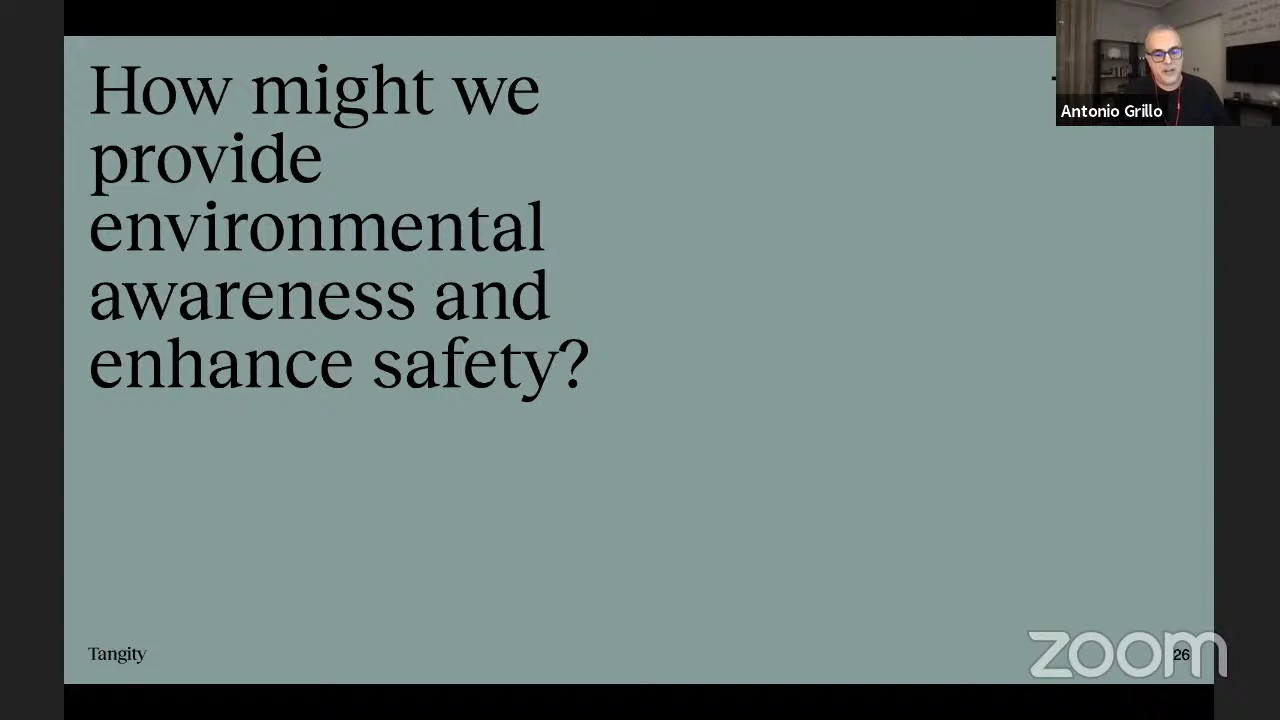 How might we
provide
environmental
awareness and
enhance safety?
Antonio Grillo
Tangity
26
zoom